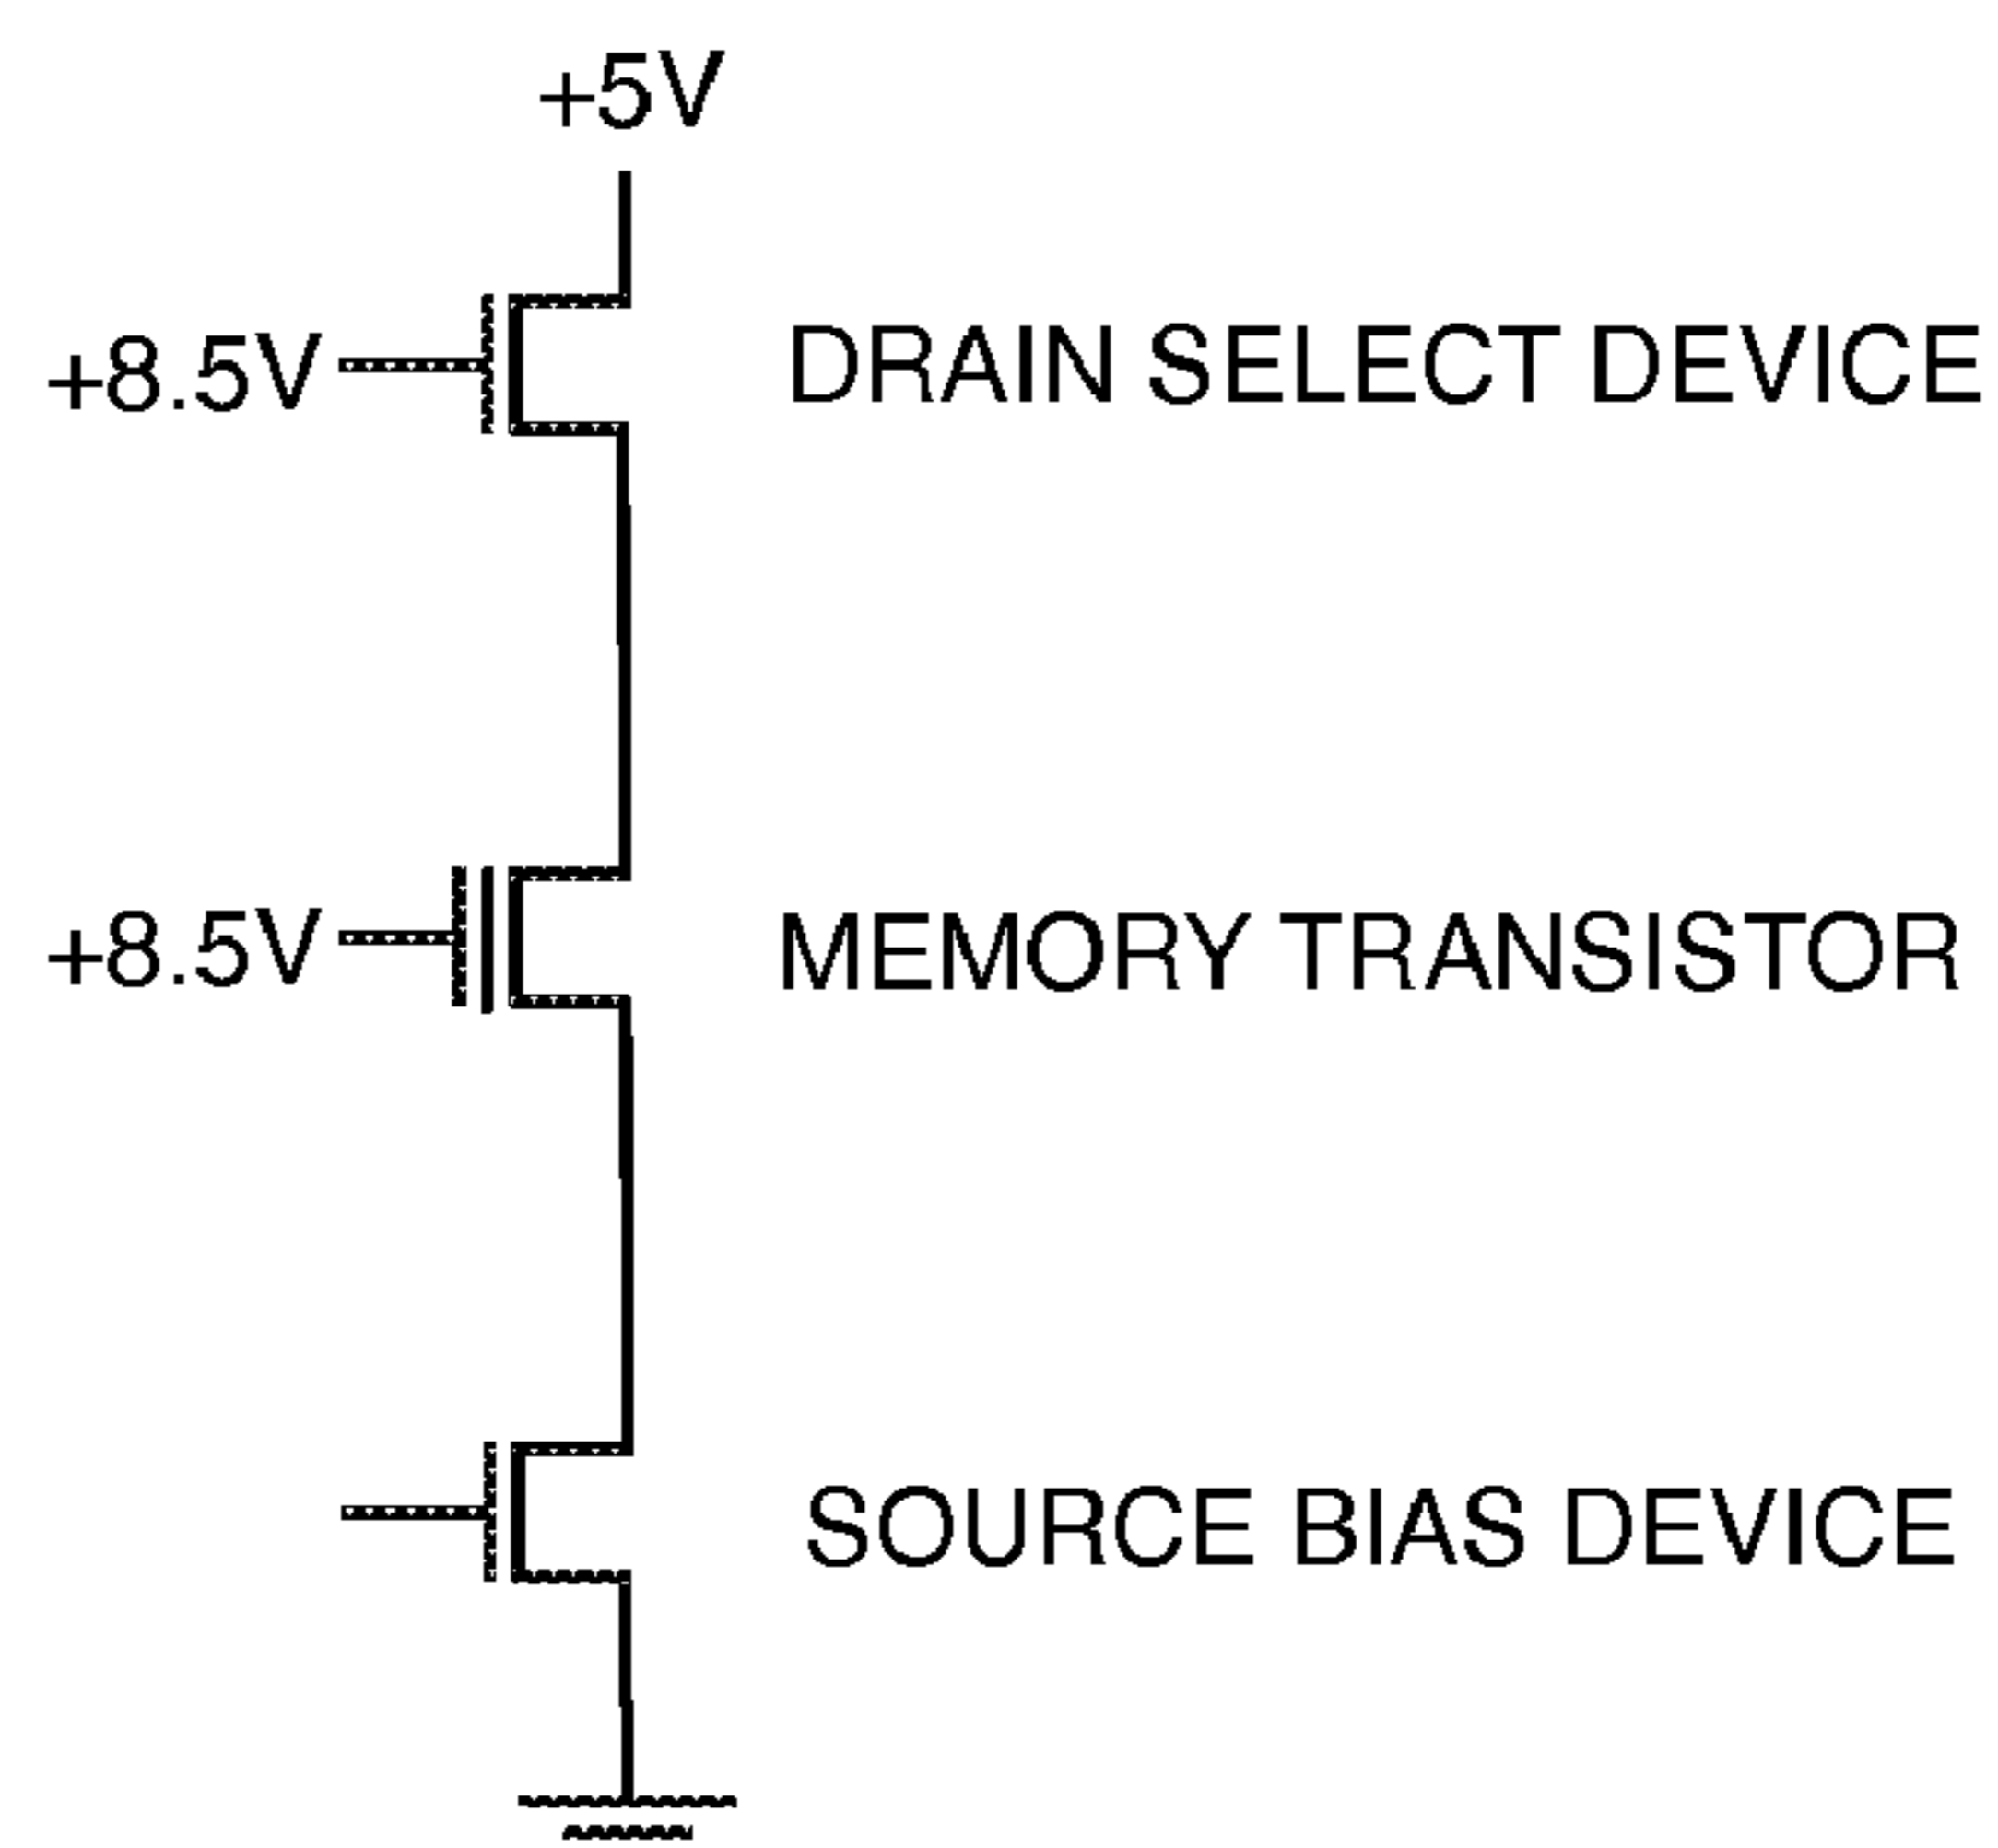 +5V
+8.5V DRAIN SELECT DEVICE
+8.5V MEMORY TRANSISTOR
SOURCE BIAS DEVICE